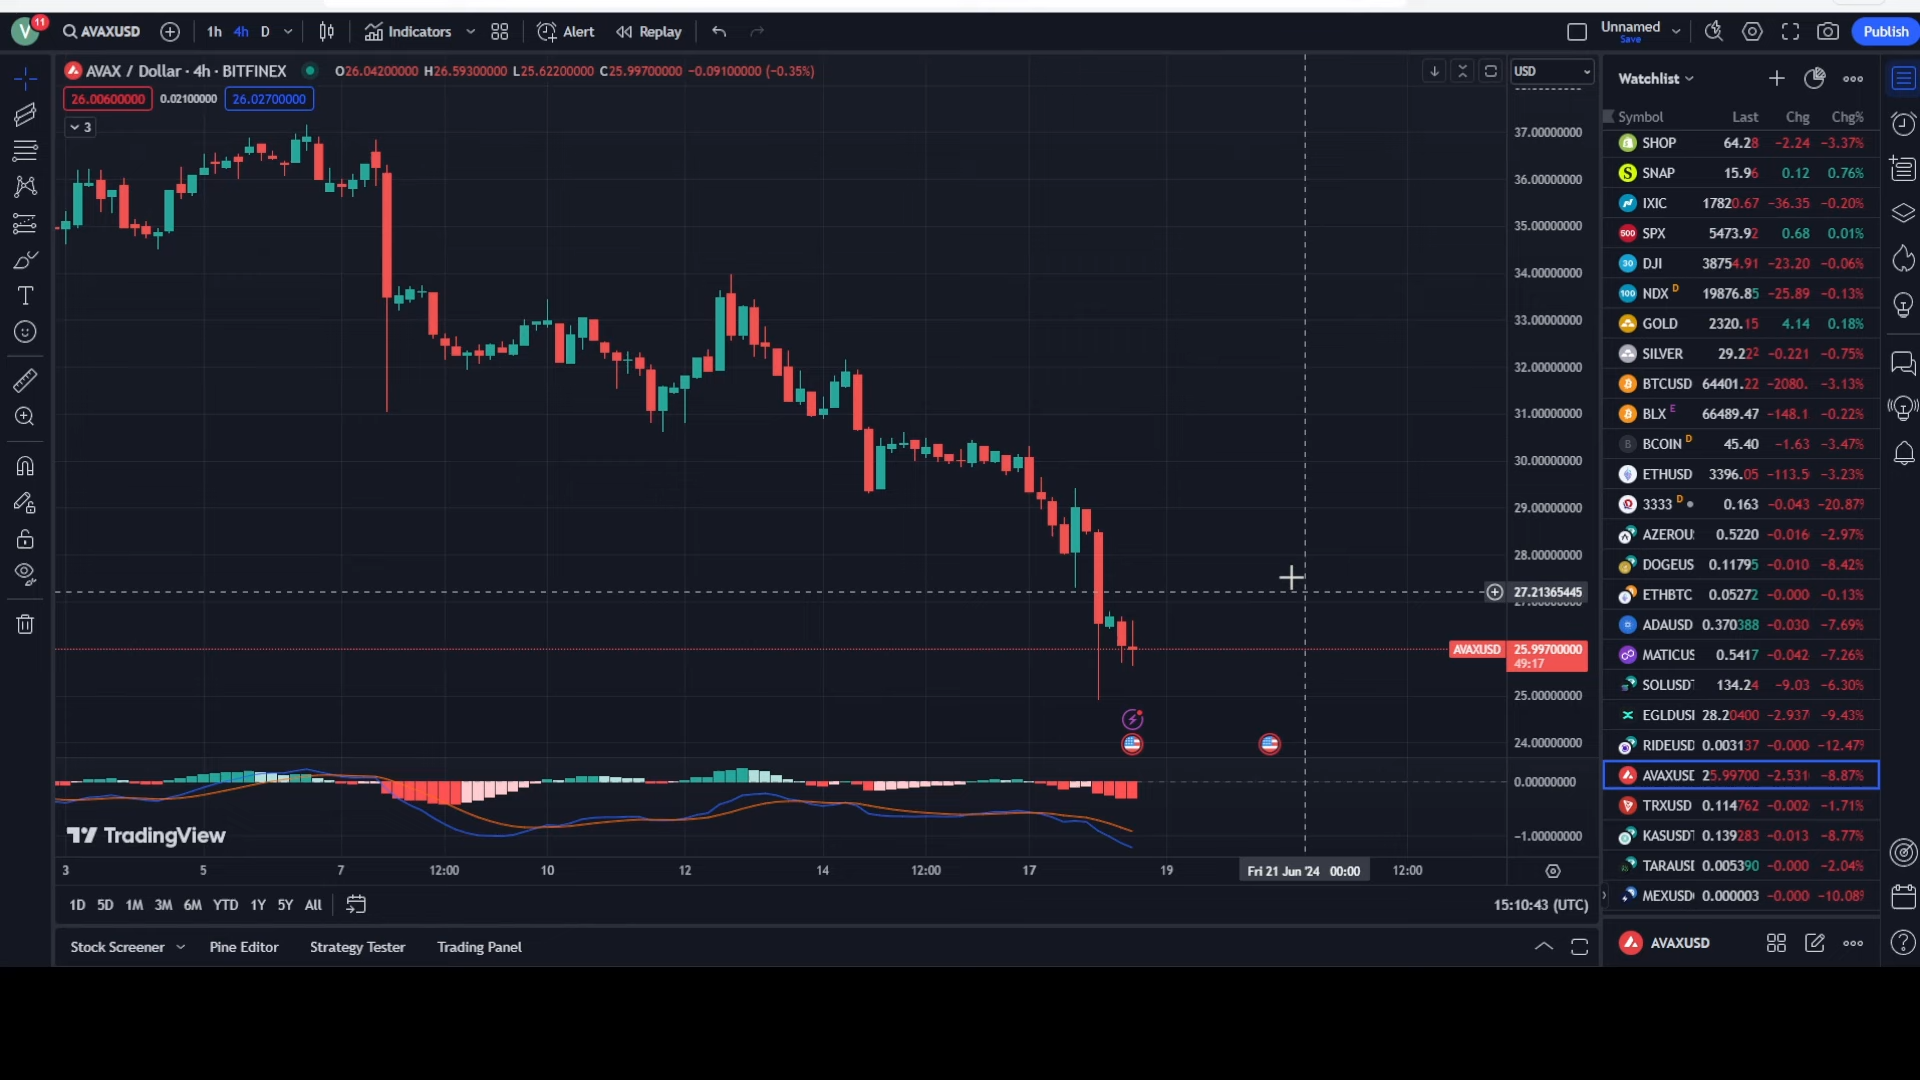 V 11 AVAXUSD 1h 4h D Indicators Alert Replay Unnamed Save Publish
AVAX / Dollar · 4h · BITFINEX O26.04200000 H26.59300000 L25.62200000 C25.99700000 −0.09100000 (−0.35%) USD
26.00600000 0.02100000 26.02700000
3
37.00000000
36.00000000
35.00000000
34.00000000
33.00000000
32.00000000
31.00000000
30.00000000
29.00000000
28.00000000
27.21365445
AVAXUSD 25.99700000
49:17
25.00000000
24.00000000
0.00000000
−1.00000000
TradingView
3 5 7 12:00 10 12 14 12:00 17 19 Fri 21 Jun '24 00:00 12:00
1D 5D 1M 3M 6M YTD 1Y 5Y All 15:10:43 (UTC)
Stock Screener Pine Editor Strategy Tester Trading Panel
Watchlist
Symbol Last Chg Chg%
SHOP 64.28 −2.24 −3.37%
SNAP 15.96 0.12 0.76%
IXIC 17820.67 −36.35 −0.20%
500 SPX 5473.92 0.68 0.01%
30 DJI 38754.91 −23.20 −0.06%
100 NDX D 19876.85 −25.89 −0.13%
GOLD 2320.15 4.14 0.18%
SILVER 29.222 −0.221 −0.75%
BTCUSD 64401.22 −2080. −3.13%
BLX E 66489.47 −148.1 −0.22%
B BCOIN D 45.40 −1.63 −3.47%
ETHUSD 3396.05 −113.5 −3.23%
3333 D 0.163 −0.043 −20.87%
AZEROU 0.5220 −0.016 −2.97%
DOGEUS 0.11795 −0.010 −8.42%
ETHBTC 0.05272 −0.000 −0.13%
ADAUSD 0.370388 −0.030 −7.69%
MATICUS 0.5417 −0.042 −7.26%
SOLUSDT 134.24 −9.03 −6.30%
EGLDUSI 28.20400 −2.937 −9.43%
RIDEUSD 0.003137 −0.000 −12.47%
AVAXUSD 25.99700 −2.531 −8.87%
TRXUSD 0.114762 −0.002 −1.71%
KASUSDT 0.139283 −0.013 −8.77%
TARAUSI 0.005390 −0.000 −2.04%
MEXUSD 0.000003 −0.000 −10.08%
AVAXUSD